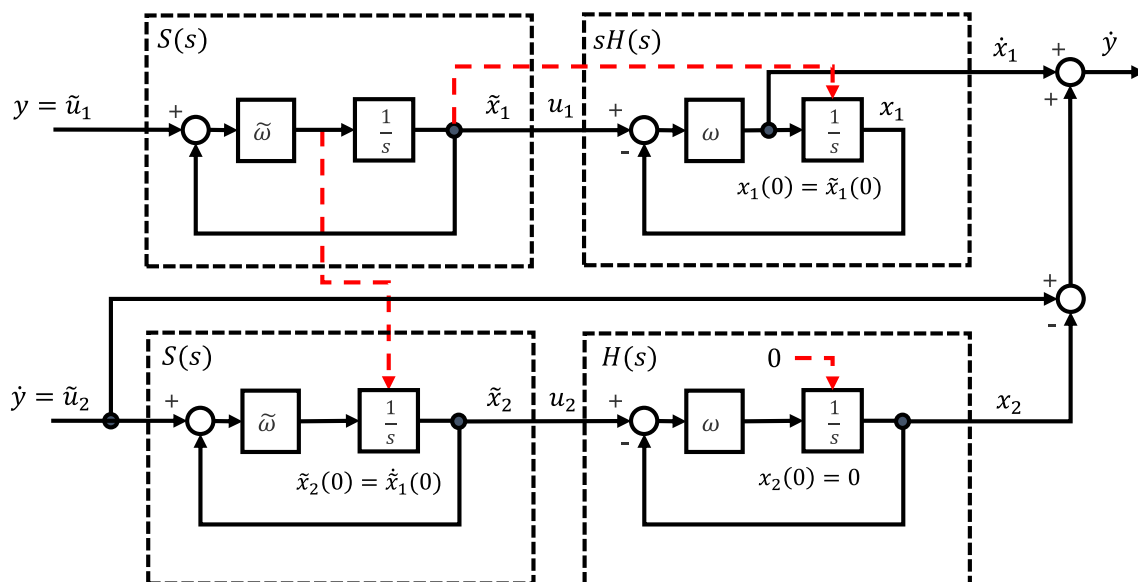 S(s)
sH(s)
ẋ₁
+
ẏ
y = ũ₁
+
ω̃
1/s
x̃₁
u₁
+
-
ω
1/s
x₁
+
x₁(0) = x̃₁(0)
+
-
S(s)
H(s)
0
ẏ = ũ₂
+
ω̃
1/s
x̃₂
u₂
+
-
ω
1/s
x₂
x̃₂(0) = x̃̇₁(0)
x₂(0) = 0